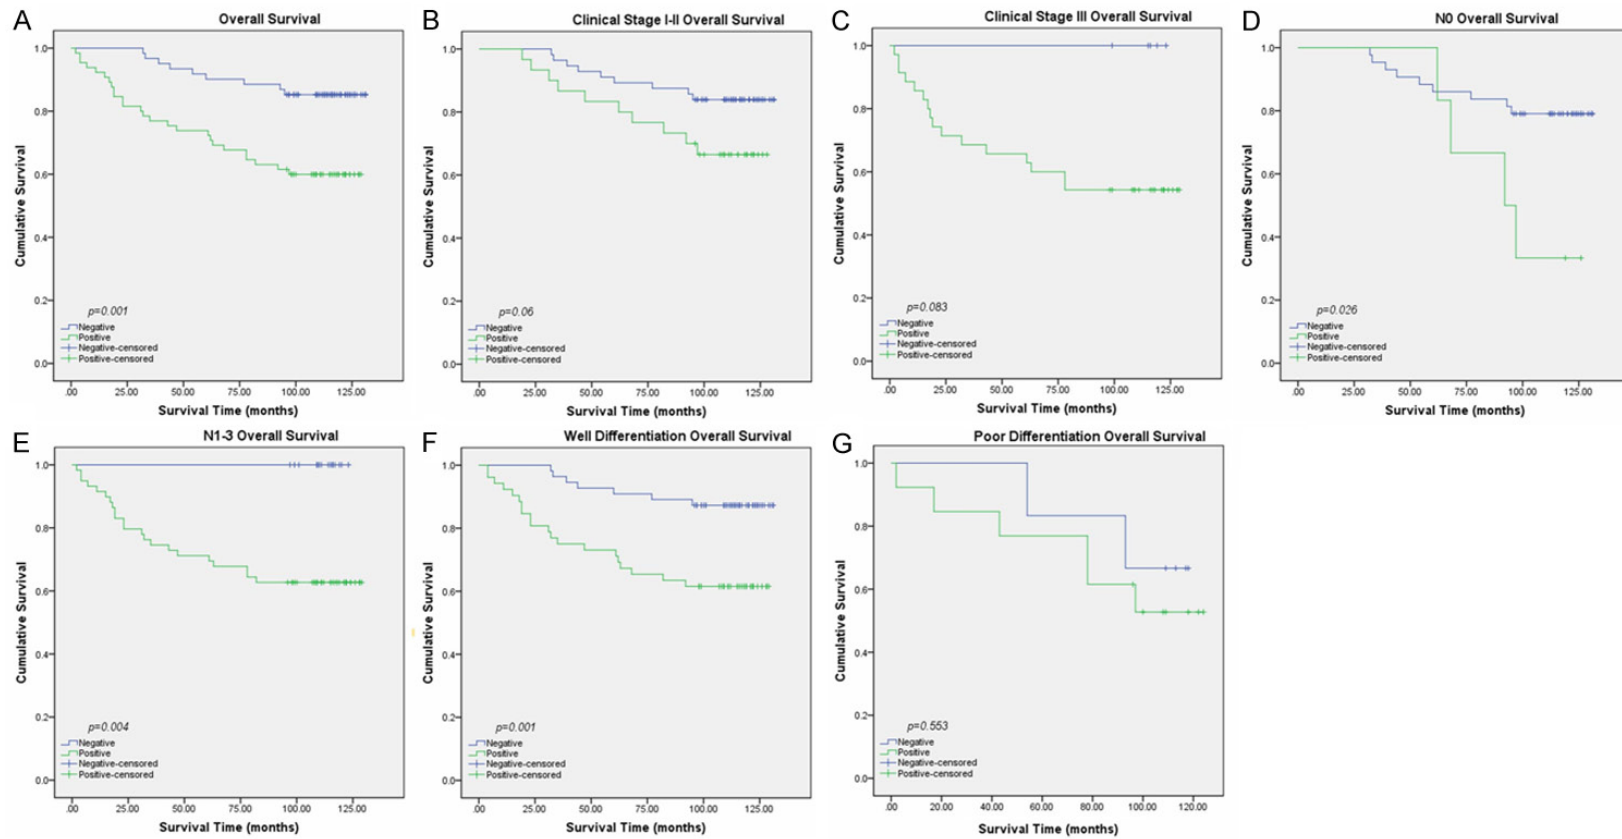 A
Overall Survival
Cumulative Survival
1.0
0.8
0.6
0.4
0.2
0.0
p=0.001
Negative
Positive
Negative-censored
Positive-censored
.00 25.00 50.00 75.00 100.00 125.00
Survival Time (months)
B
Clinical Stage I-II Overall Survival
Cumulative Survival
1.0
0.8
0.6
0.4
0.2
0.0
p=0.06
Negative
Positive
Negative-censored
Positive-censored
.00 25.00 50.00 75.00 100.00 125.00
Survival Time (months)
C
Clinical Stage III Overall Survival
Cumulative Survival
1.0
0.8
0.6
0.4
0.2
0.0
p=0.083
Negative
Positive
Negative-censored
Positive-censored
.00 25.00 50.00 75.00 100.00 125.00
Survival Time (months)
D
N0 Overall Survival
Cumulative Survival
1.0
0.8
0.6
0.4
0.2
0.0
p=0.026
Negative
Positive
Negative-censored
Positive-censored
.00 25.00 50.00 75.00 100.00 125.00
Survival Time (months)
E
N1-3 Overall Survival
Cumulative Survival
1.0
0.8
0.6
0.4
0.2
0.0
p=0.004
Negative
Positive
Negative-censored
Positive-censored
.00 25.00 50.00 75.00 100.00 125.00
Survival Time (months)
F
Well Differentiation Overall Survival
Cumulative Survival
1.0
0.8
0.6
0.4
0.2
0.0
p=0.001
Negative
Positive
Negative-censored
Positive-censored
.00 25.00 50.00 75.00 100.00 125.00
Survival Time (months)
G
Poor Differentiation Overall Survival
Cumulative Survival
1.0
0.8
0.6
0.4
0.2
0.0
p=0.553
Negative
Positive
Negative-censored
Positive-censored
.00 20.00 40.00 60.00 80.00 100.00 120.00
Survival Time (months)